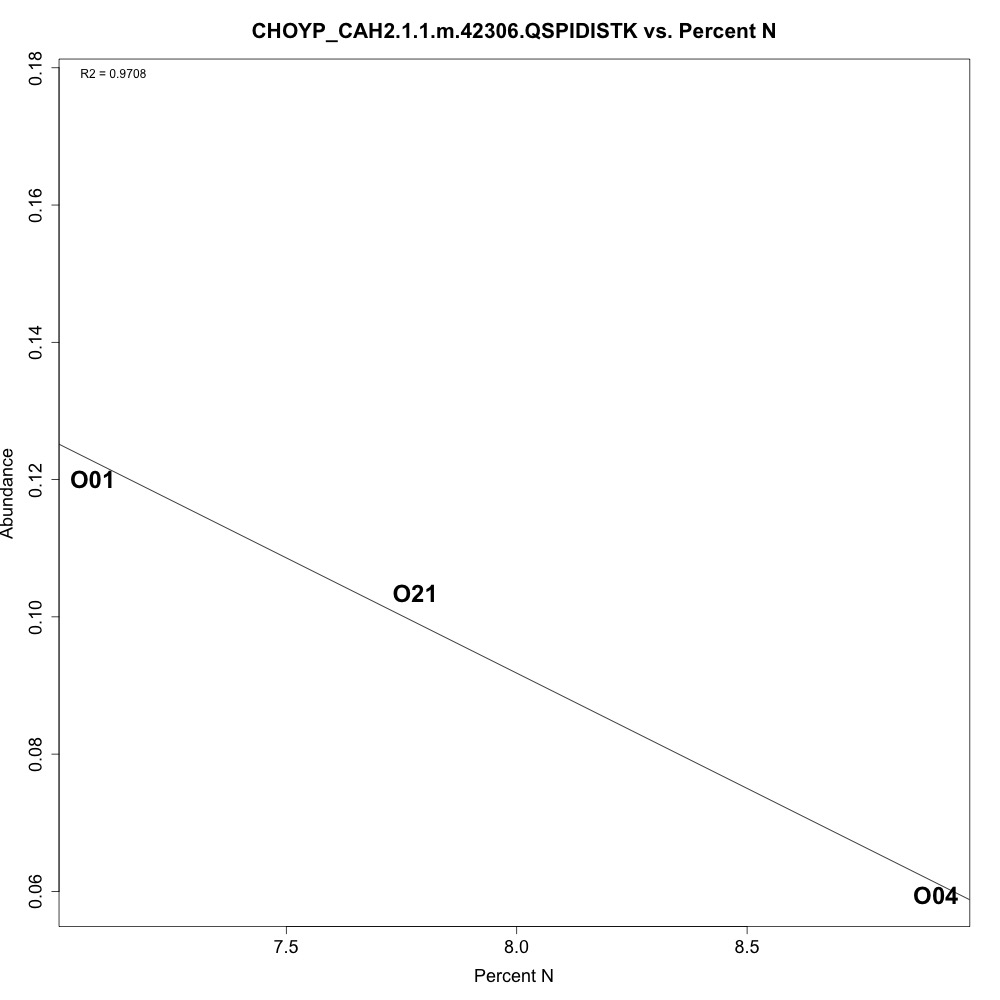 CHOYP_CAH2.1.1.m.42306.QSPIDISTK vs. Percent N
R2 = 0.9708
0.18
0.16
0.14
0.12
0.10
0.08
0.06
Abundance
O01
O21
O04
7.5 8.0 8.5
Percent N